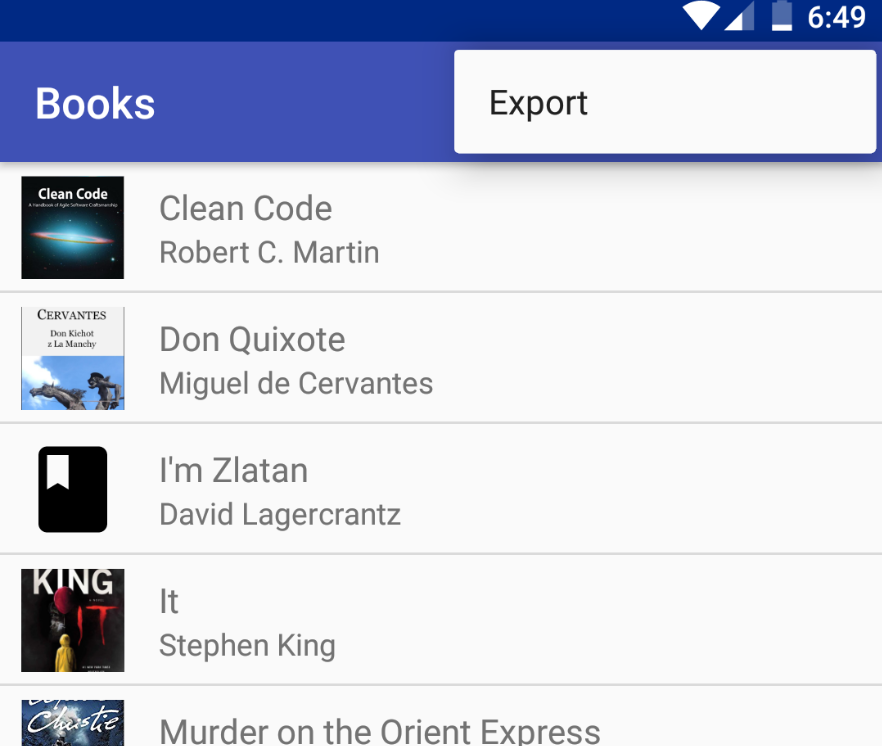 6:49
Books
Export
Clean Code
A Handbook of Agile Software Craftsmanship
Clean Code
Robert C. Martin
CERVANTES
Don Kichot
z La Manchy
Don Quixote
Miguel de Cervantes
I'm Zlatan
David Lagercrantz
KING
A NOVEL
IT
It
Stephen King
Christie
Murder on the Orient Express